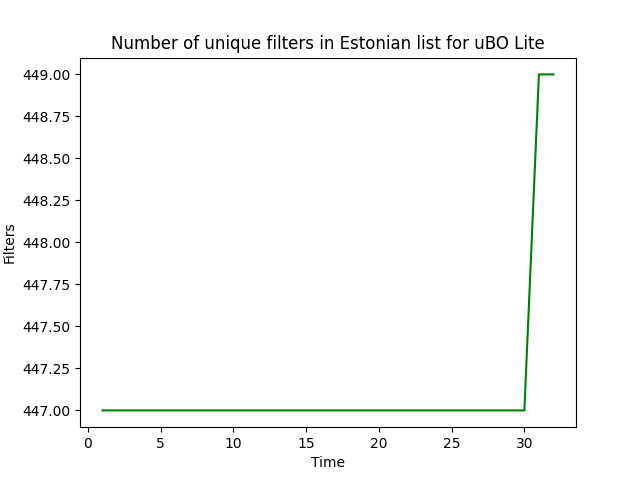 Number of unique filters in Estonian list for uBO Lite
449.00
448.75
448.50
448.25
448.00
447.75
447.50
447.25
447.00
Filters
0 5 10 15 20 25 30
Time